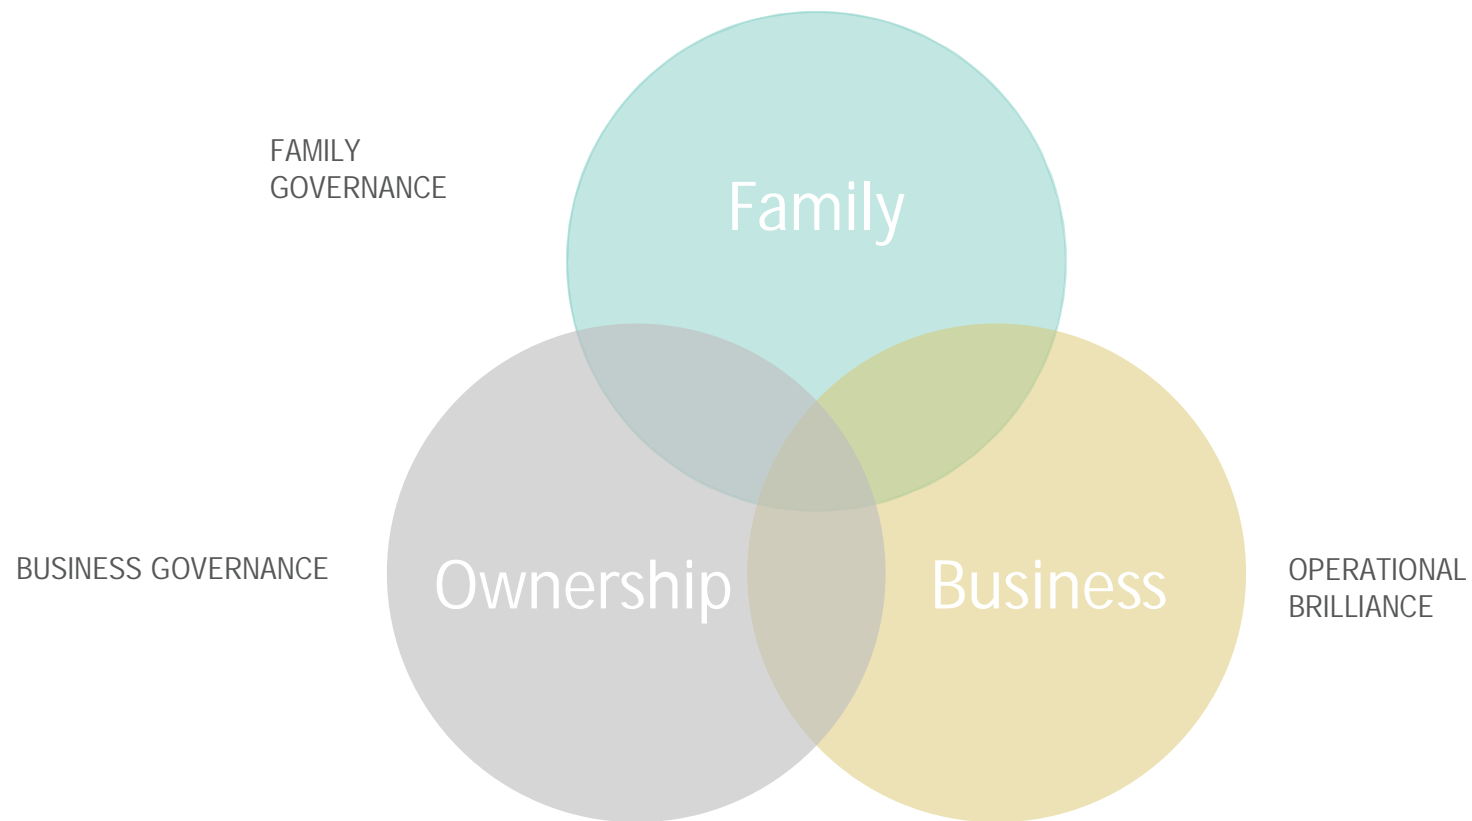 FAMILY
GOVERNANCE
Family
BUSINESS GOVERNANCE
Ownership
Business
OPERATIONAL
BRILLIANCE